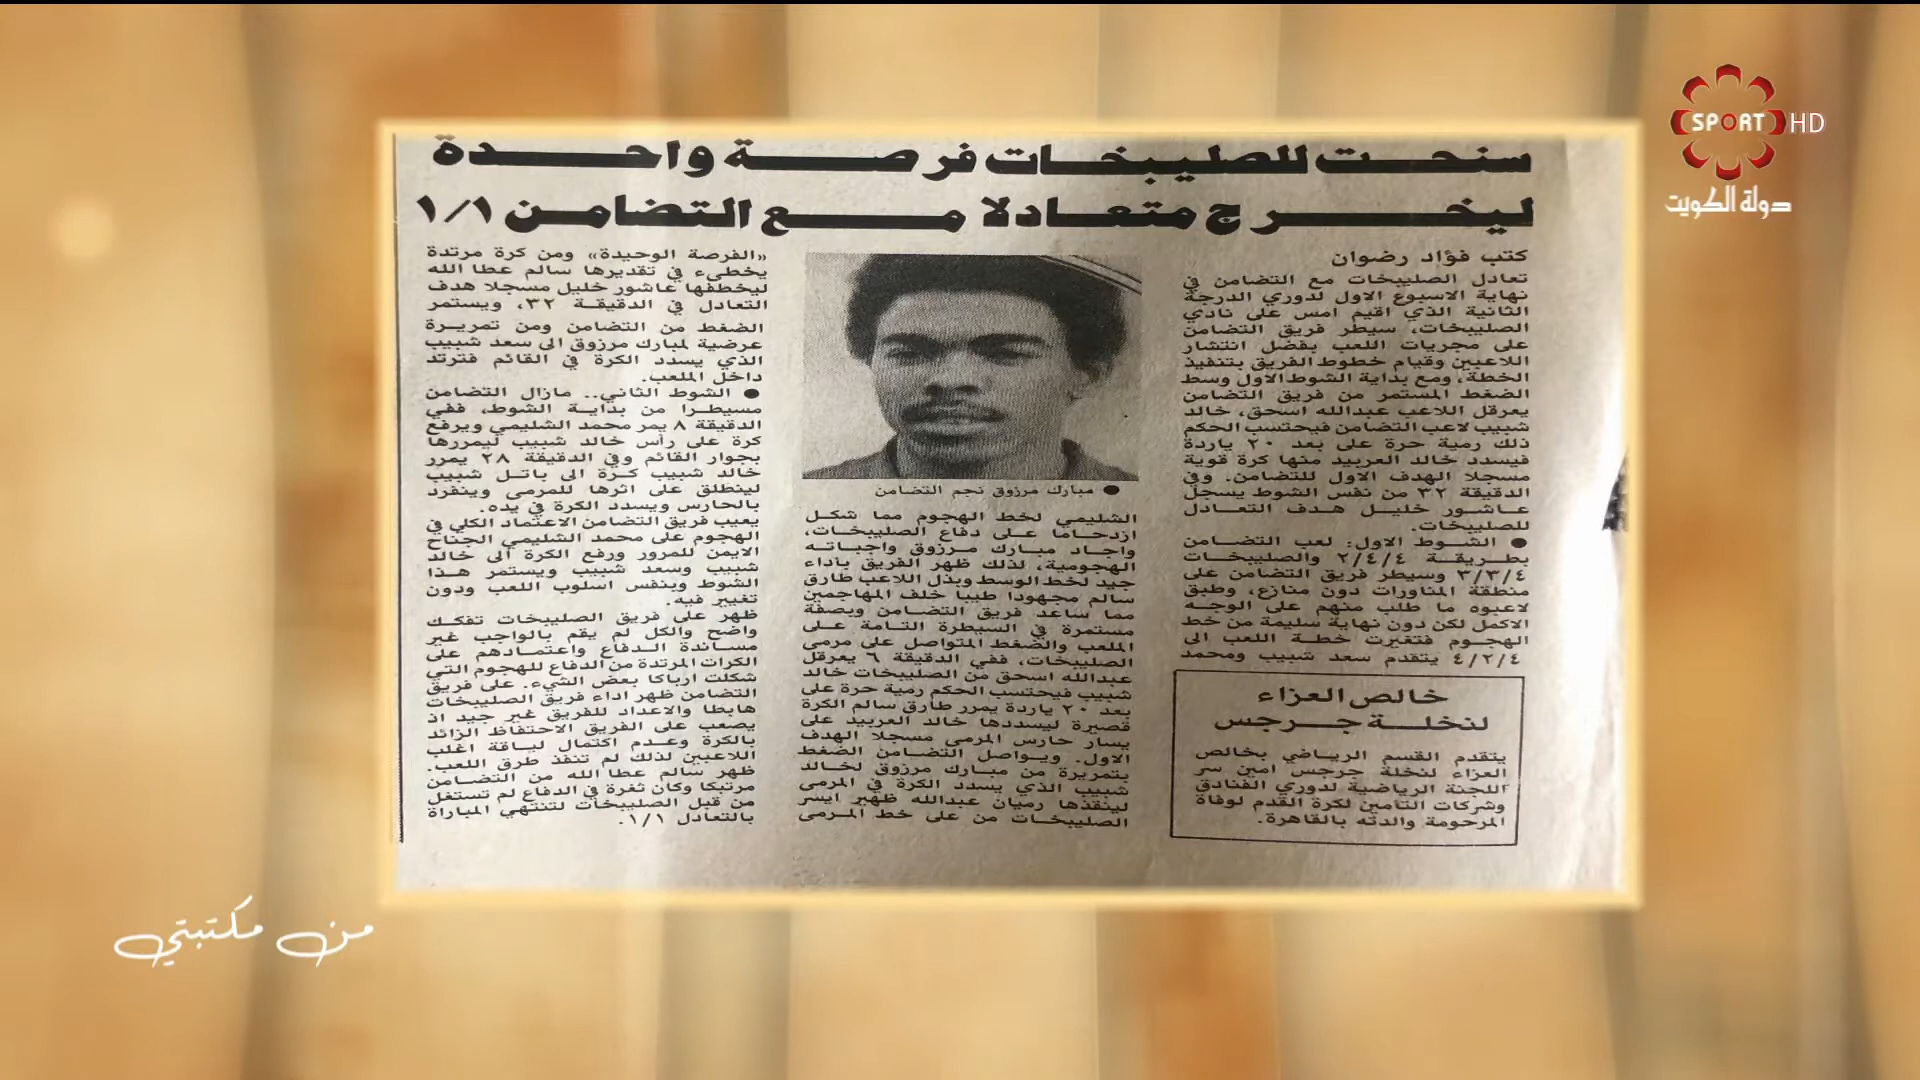 سنحت للصليبخات فرصة واحدة
ليخرج متعادلا مع التضامن ١/١
كتب فؤاد رضوان
تعادل الصليبخات مع التضامن في
نهاية الاسبوع الاول لدوري الدرجة
الثانية الذي اقيم امس على نادي
الصليبخات، سيطر فريق التضامن
على مجريات اللعب بفضل انتشار
اللاعبين وقيام خطوط الفريق بتنفيذ
الخطة، ومع بداية الشوط الاول وسط
الضغط المستمر من فريق التضامن
يعرقل اللاعب عبدالله اسحق، خالد
شبيب لاعب التضامن فيحتسب الحكم
ذلك رمية حرة على بعد ٢٠ ياردة
فيسدد خالد العربيد منها كرة قوية
مسجلا الهدف الاول للتضامن. وفي
الدقيقة ٣٢ من نفس الشوط يسجل
عاشور خليل هدف التعادل
للصليبخات.
● الشوط الاول: لعب التضامن
بطريقة ٢/٤/٤ والصليبخات
٣/٣/٤ وسيطر فريق التضامن على
منطقة المناورات دون منازع، وطبق
لاعبوه ما طلب منهم على الوجه
الاكمل لكن دون نهاية سليمة من خط
الهجوم فتغيرت خطة اللعب الى
٤/٢/٤ يتقدم سعد شبيب ومحمد
خالص العزاء
لنخلة جرجس
يتقدم القسم الرياضي بخالص
العزاء لنخلة جرجس امين سر
اللجنة الرياضية لدوري الفنادق
وشركات التأمين لكرة القدم لوفاة
المرحومة والدته بالقاهرة.
● مبارك مرزوق نجم التضامن
الشليمي لخط الهجوم مما شكل
ازدحاما على دفاع الصليبخات،
واجاد مبارك مرزوق واجباته
الهجومية، لذلك ظهر الفريق بأداء
جيد لخط الوسط وبذل اللاعب طارق
سالم مجهودا طيبا خلف المهاجمين
مما ساعد فريق التضامن وبصفة
مستمرة في السيطرة التامة على
الملعب والضغط المتواصل على مرمى
الصليبخات، ففي الدقيقة ٦ يعرقل
عبدالله اسحق من الصليبخات خالد
شبيب فيحتسب الحكم رمية حرة على
بعد ٢٠ ياردة يمرر طارق سالم الكرة
قصيرة ليسددها خالد العربيد على
يسار حارس المرمى مسجلا الهدف
الاول. ويواصل التضامن الضغط
بتمريرة من مبارك مرزوق لخالد
شبيب الذي يسدد الكرة في المرمى
لينقذها رميان عبدالله ظهير ايسر
الصليبخات من على خط المرمى
«الفرصة الوحيدة» ومن كرة مرتدة
يخطىء في تقديرها سالم عطا الله
ليخطفها عاشور خليل مسجلا هدف
التعادل في الدقيقة ٣٢، ويستمر
الضغط من التضامن ومن تمريرة
عرضية لمبارك مرزوق الى سعد شبيب
الذي يسدد الكرة في القائم فترتد
داخل الملعب.
● الشوط الثاني.. مازال التضامن
مسيطرا من بداية الشوط، ففي
الدقيقة ٨ يمر محمد الشليمي ويرفع
كرة على رأس خالد شبيب ليمررها
بجوار القائم وفي الدقيقة ٢٨ يمرر
خالد شبيب كرة الى باتل شبيب
لينطلق على اثرها للمرمى وينفرد
بالحارس ويسدد الكرة في يده.
يعيب فريق التضامن الاعتماد الكلي في
الهجوم على محمد الشليمي الجناح
الايمن للمرور ورفع الكرة الى خالد
شبيب وسعد شبيب ويستمر هذا
الشوط وبنفس اسلوب اللعب ودون
تغيير فيه.
ظهر على فريق الصليبخات تفكك
واضح والكل لم يقم بالواجب غير
مساندة الدفاع واعتمادهم على
الكرات المرتدة من الدفاع للهجوم التي
شكلت ارباكا بعض الشيء. على فريق
التضامن ظهر اداء فريق الصليبخات
هابطا والاعداد للفريق غير جيد اذ
يصعب على الفريق الاحتفاظ الزائد
بالكرة وعدم اكتمال لياقة اغلب
اللاعبين لذلك لم تنفذ طرق اللعب.
ظهر سالم عطا الله من التضامن
مرتبكا وكان ثغرة في الدفاع لم تستغل
من قبل الصليبخات لتنتهي المباراة
بالتعادل ١/١.
SPORT HD
دولة الكويت
من مكتبتي